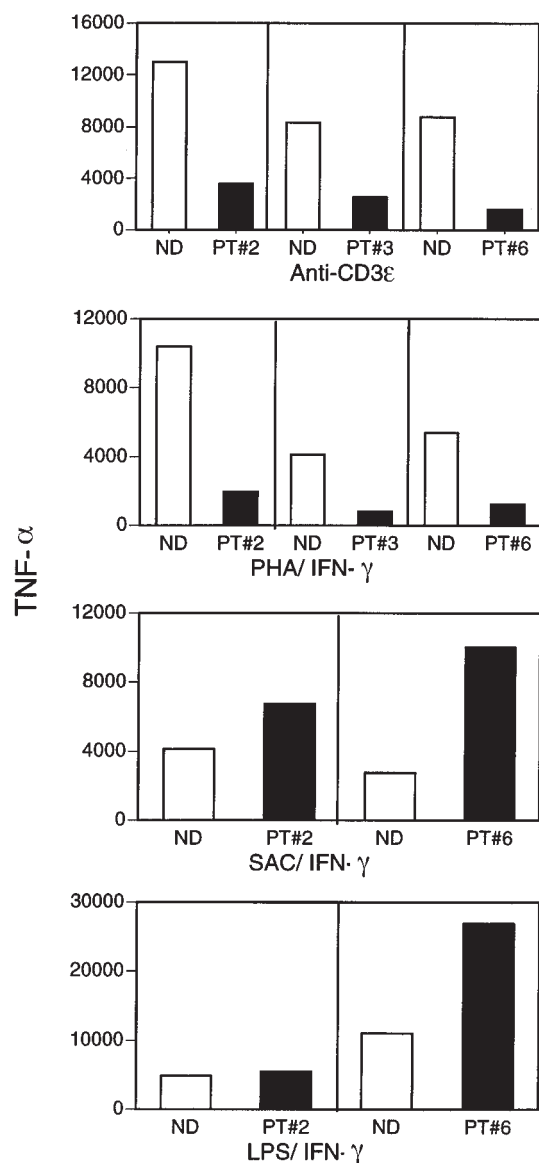 TNF-α
16000
12000
8000
4000
0
ND PT#2 ND PT#3 ND PT#6
Anti-CD3ε
12000
8000
4000
0
ND PT#2 ND PT#3 ND PT#6
PHA/ IFN- γ
12000
8000
4000
0
ND PT#2 ND PT#6
SAC/ IFN- γ
30000
20000
10000
0
ND PT#2 ND PT#6
LPS/ IFN- γ